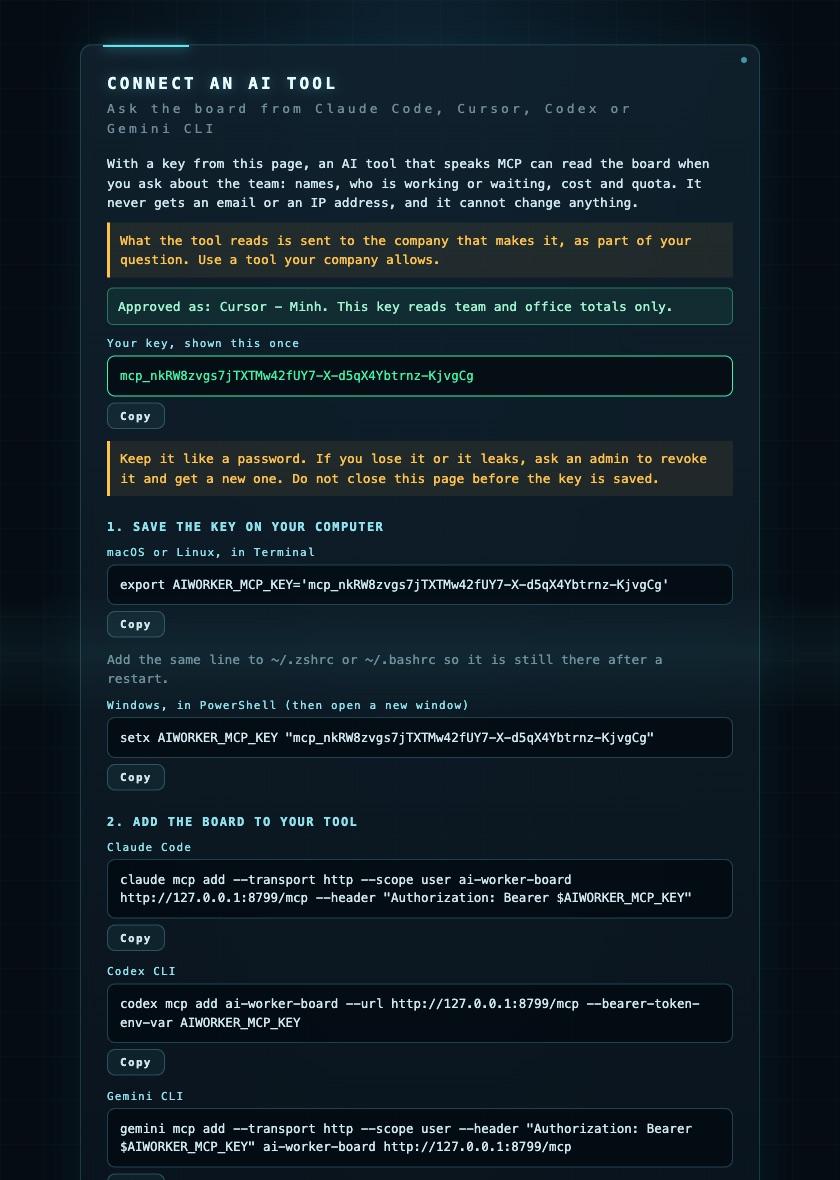 CONNECT AN AI TOOL
Ask the board from Claude Code, Cursor, Codex or
Gemini CLI
With a key from this page, an AI tool that speaks MCP can read the board when
you ask about the team: names, who is working or waiting, cost and quota. It
never gets an email or an IP address, and it cannot change anything.
What the tool reads is sent to the company that makes it, as part of your
question. Use a tool your company allows.
Approved as: Cursor — Minh. This key reads team and office totals only.
Your key, shown this once
mcp_nkRW8zvgs7jTXTMw42fUY7-X-d5qX4Ybtrnz-KjvgCg
Copy
Keep it like a password. If you lose it or it leaks, ask an admin to revoke
it and get a new one. Do not close this page before the key is saved.
1. SAVE THE KEY ON YOUR COMPUTER
macOS or Linux, in Terminal
export AIWORKER_MCP_KEY='mcp_nkRW8zvgs7jTXTMw42fUY7-X-d5qX4Ybtrnz-KjvgCg'
Copy
Add the same line to ~/.zshrc or ~/.bashrc so it is still there after a
restart.
Windows, in PowerShell (then open a new window)
setx AIWORKER_MCP_KEY "mcp_nkRW8zvgs7jTXTMw42fUY7-X-d5qX4Ybtrnz-KjvgCg"
Copy
2. ADD THE BOARD TO YOUR TOOL
Claude Code
claude mcp add --transport http --scope user ai-worker-board
http://127.0.0.1:8799/mcp --header "Authorization: Bearer $AIWORKER_MCP_KEY"
Copy
Codex CLI
codex mcp add ai-worker-board --url http://127.0.0.1:8799/mcp --bearer-token-
env-var AIWORKER_MCP_KEY
Copy
Gemini CLI
gemini mcp add --transport http --scope user --header "Authorization: Bearer
$AIWORKER_MCP_KEY" ai-worker-board http://127.0.0.1:8799/mcp